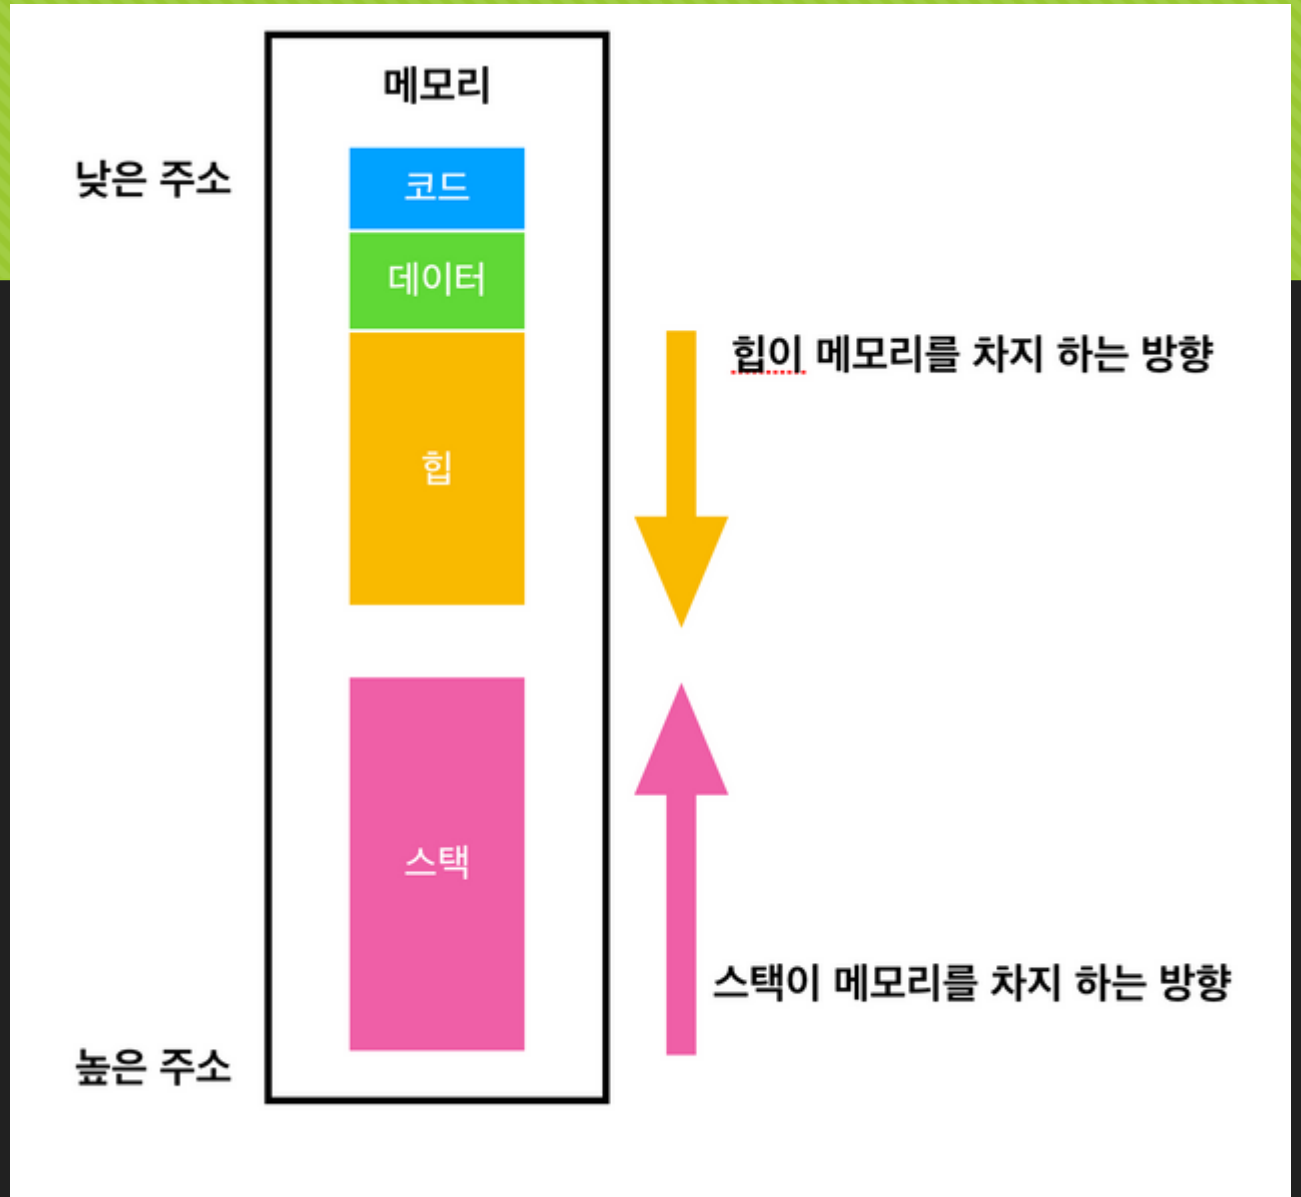 메모리
낮은 주소
코드
데이터
힙이 메모리를 차지 하는 방향
힙
스택
스택이 메모리를 차지 하는 방향
높은 주소